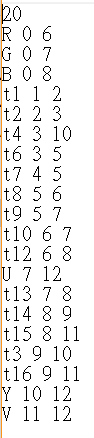 20
R 0 6
G 0 7
B 0 8
t1 1 2
t2 2 3
t4 3 10
t6 3 5
t7 4 5
t8 5 6
t9 5 7
t10 6 7
t12 6 8
U 7 12
t13 7 8
t14 8 9
t15 8 11
t3 9 10
t16 9 11
Y 10 12
V 11 12